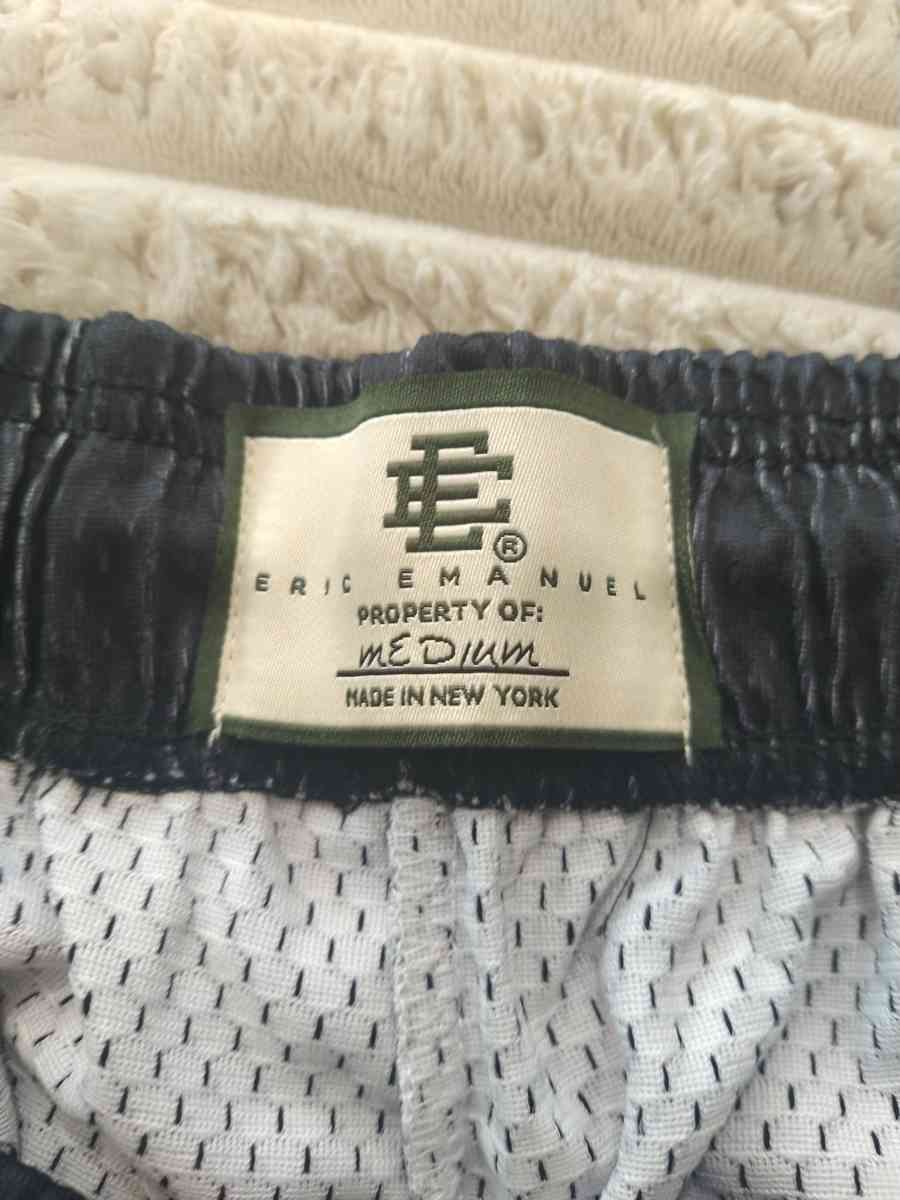 EE®
ERIC EMANUEL
PROPERTY OF:
mEDIUM
MADE IN NEW YORK